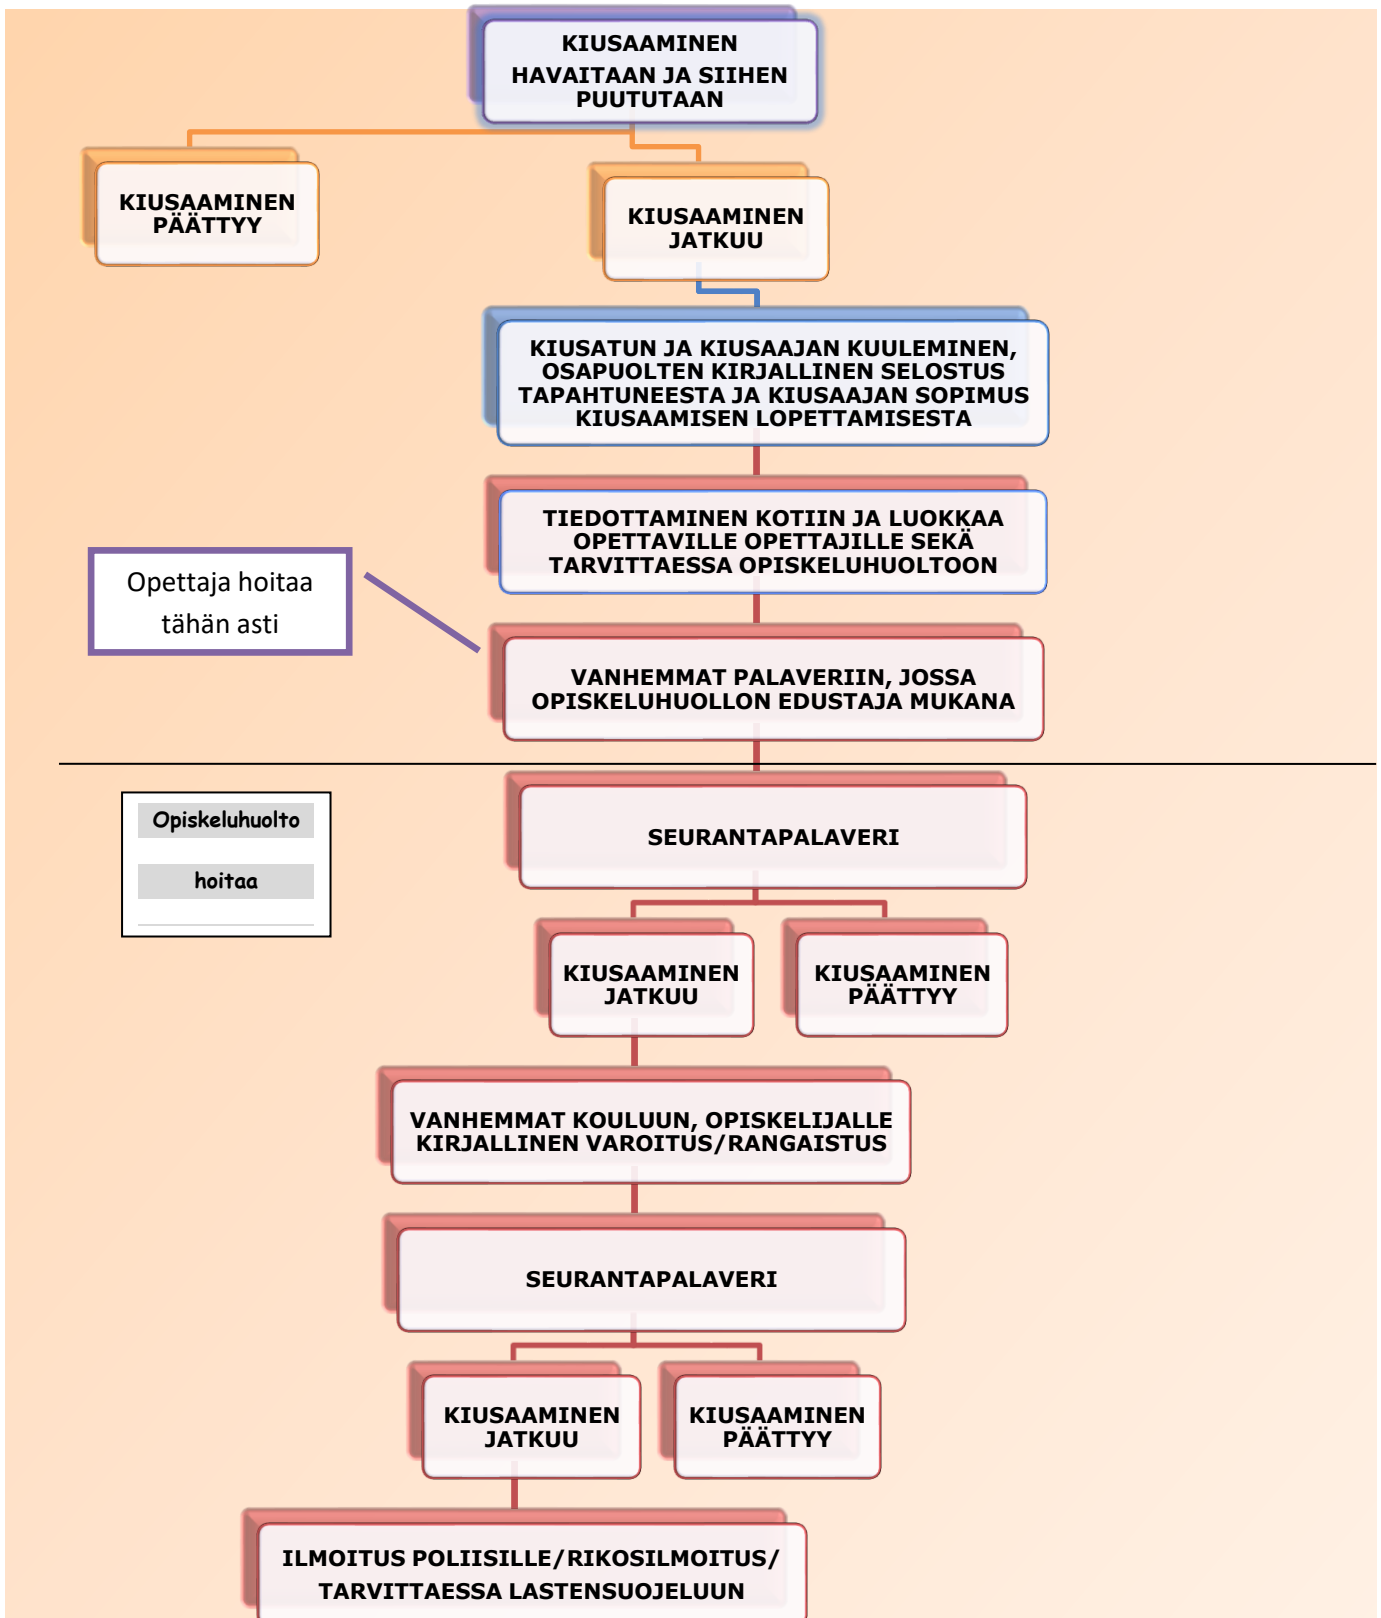 KIUSAAMINEN
HAVAITAAN JA SIIHEN
PUUTUTAAN
KIUSAAMINEN
PÄÄTTYY
KIUSAAMINEN
JATKUU
KIUSATUN JA KIUSAAJAN KUULEMINEN,
OSAPUOLTEN KIRJALLINEN SELOSTUS
TAPAHTUNEESTA JA KIUSAAJAN SOPIMUS
KIUSAAMISEN LOPETTAMISESTA
TIEDOTTAMINEN KOTIIN JA LUOKKAA
OPETTAVILLE OPETTAJILLE SEKÄ
TARVITTAESSA OPISKELUHUOLTOON
Opettaja hoitaa
tähän asti
VANHEMMAT PALAVERIIN, JOSSA
OPISKELUHUOLLON EDUSTAJA MUKANA
Opiskeluhuolto
hoitaa
SEURANTAPALAVERI
KIUSAAMINEN
JATKUU
KIUSAAMINEN
PÄÄTTYY
VANHEMMAT KOULUUN, OPISKELIJALLE
KIRJALLINEN VAROITUS/RANGAISTUS
SEURANTAPALAVERI
KIUSAAMINEN
JATKUU
KIUSAAMINEN
PÄÄTTYY
ILMOITUS POLIISILLE/RIKOSILMOITUS/
TARVITTAESSA LASTENSUOJELUUN